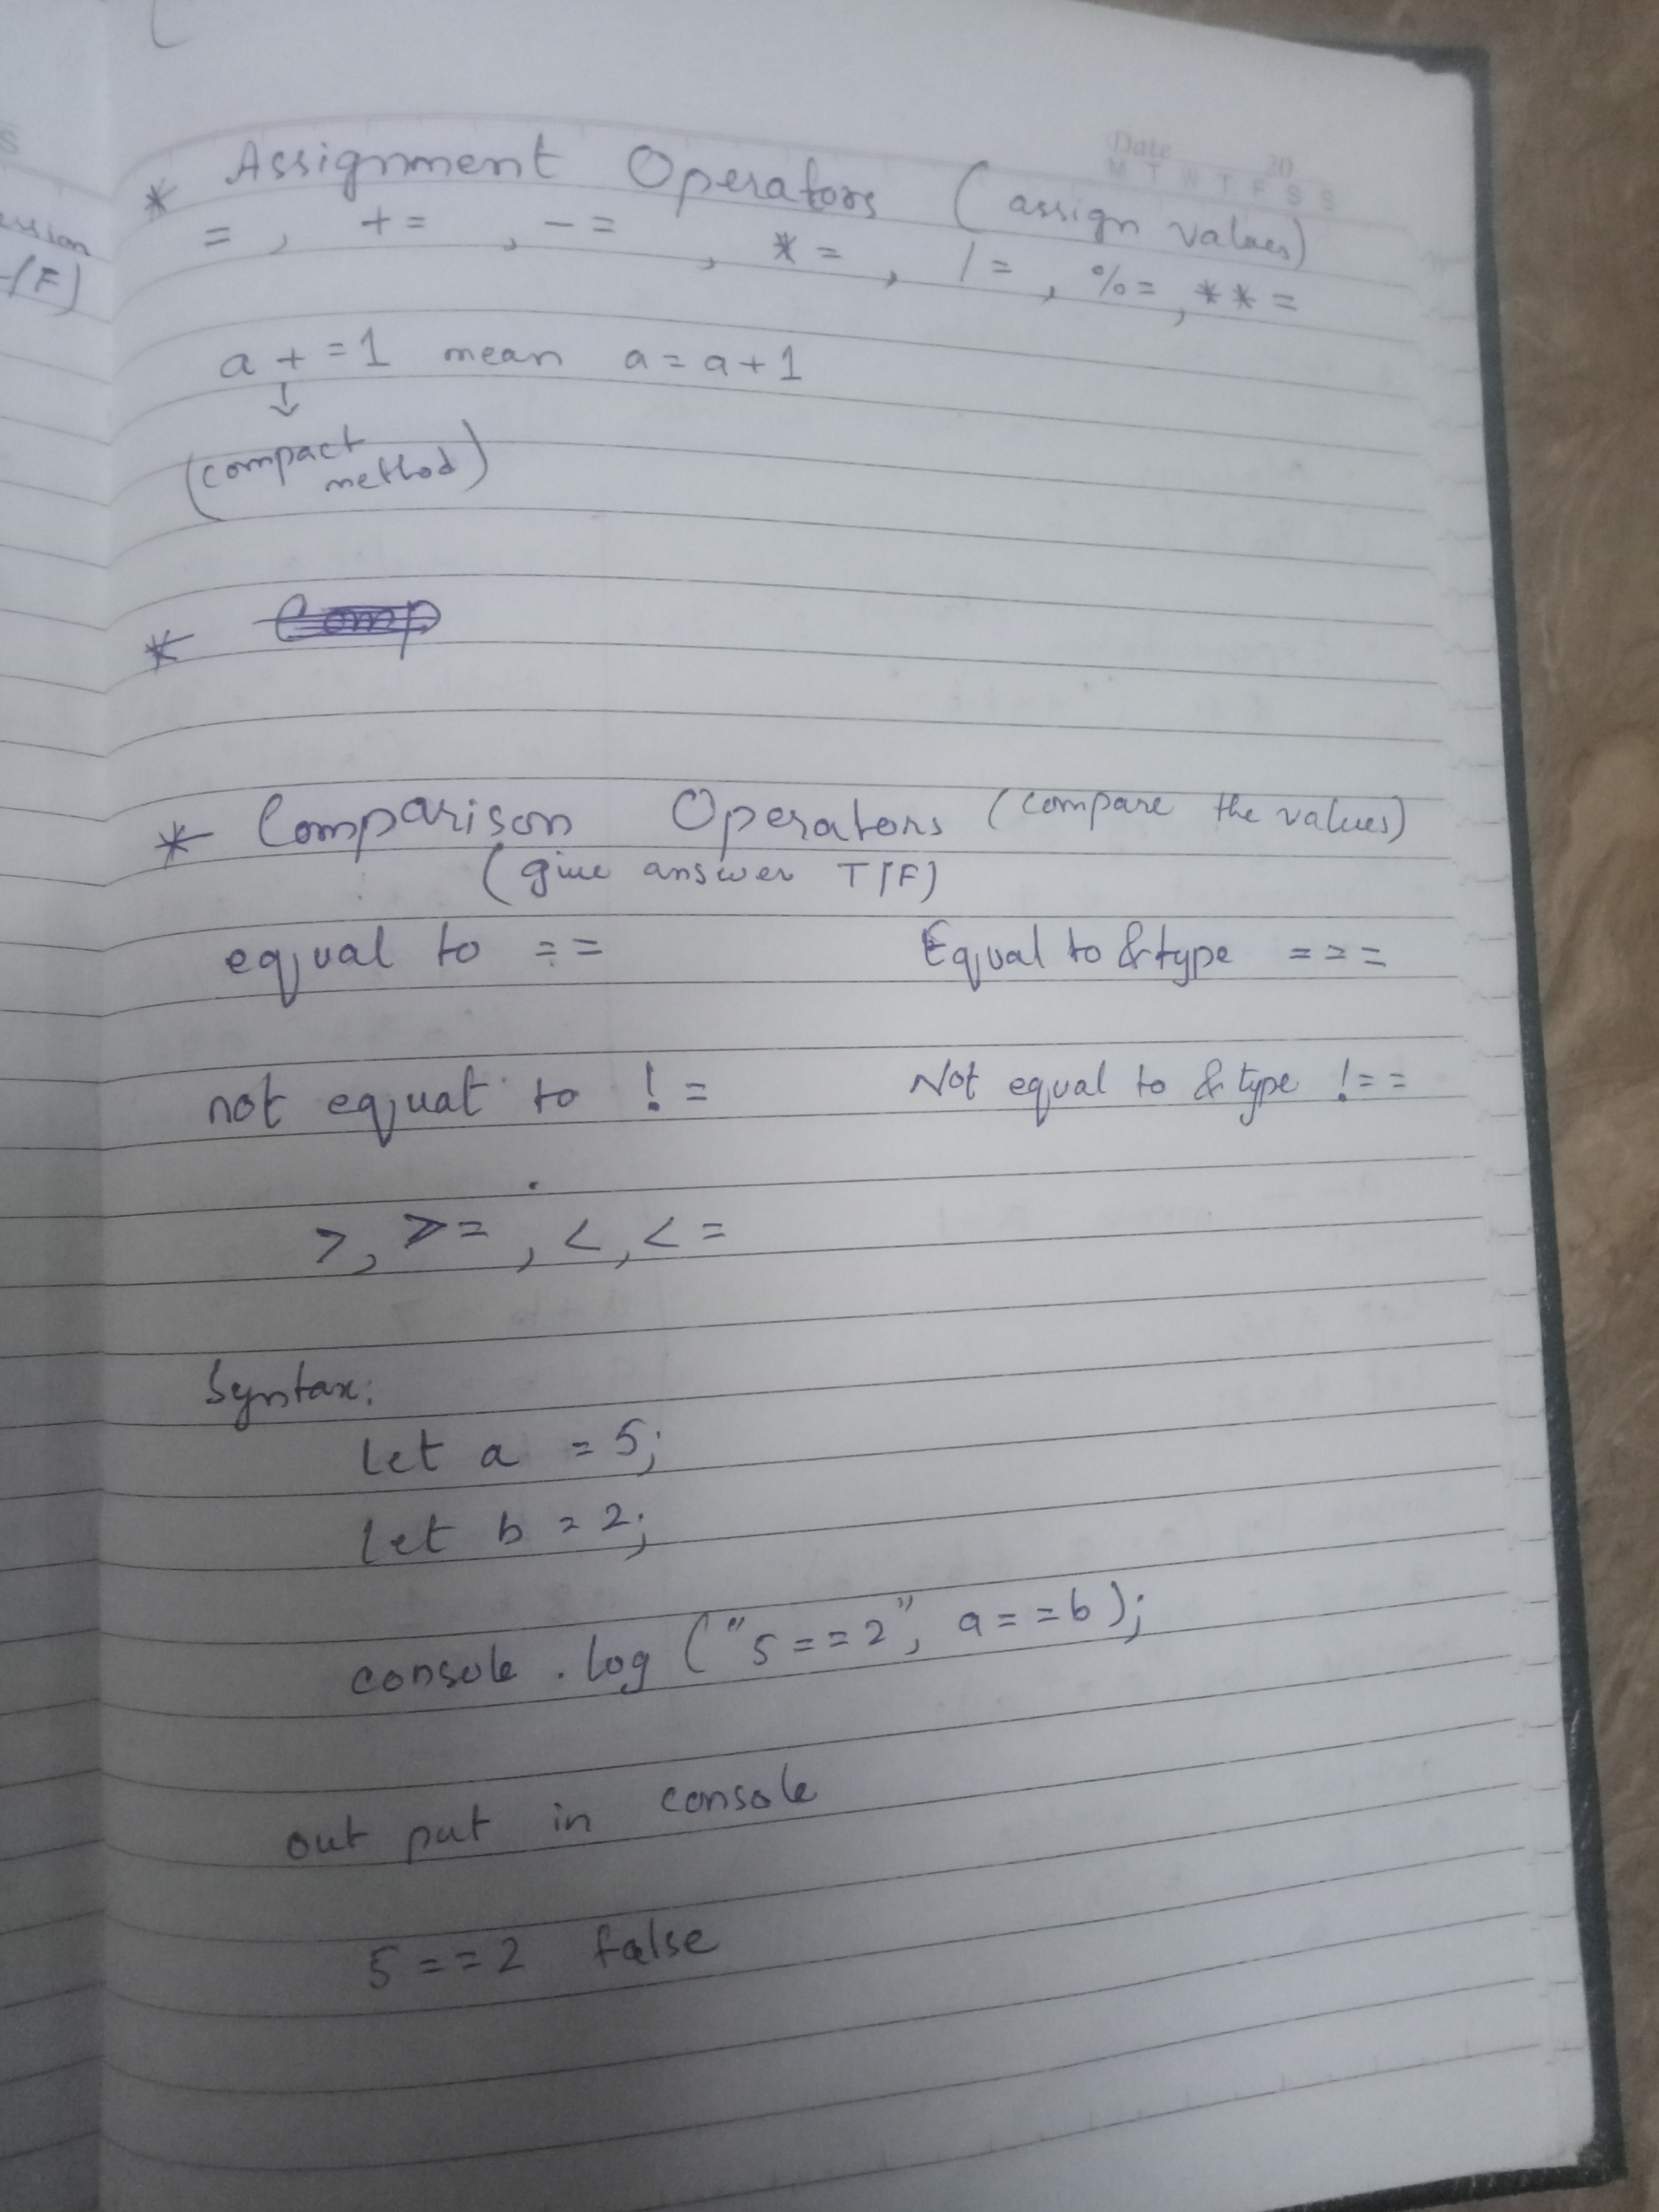 Date 20
M T W T F S S
* Assignment Operators (assign values)
= , += , -= , *= , /= , %= , **=
a +=1 mean a = a+1
↓
(compact
method)
*
* Comparison Operators (compare the values)
(give answer T/F)
equal to == Equal to & type ===
not equal to != Not equal to & type !==
>, >= , <, <=
Syntax:
let a = 5;
let b = 2;
console . log ("5==2", a==b);
out put in console
5==2 false